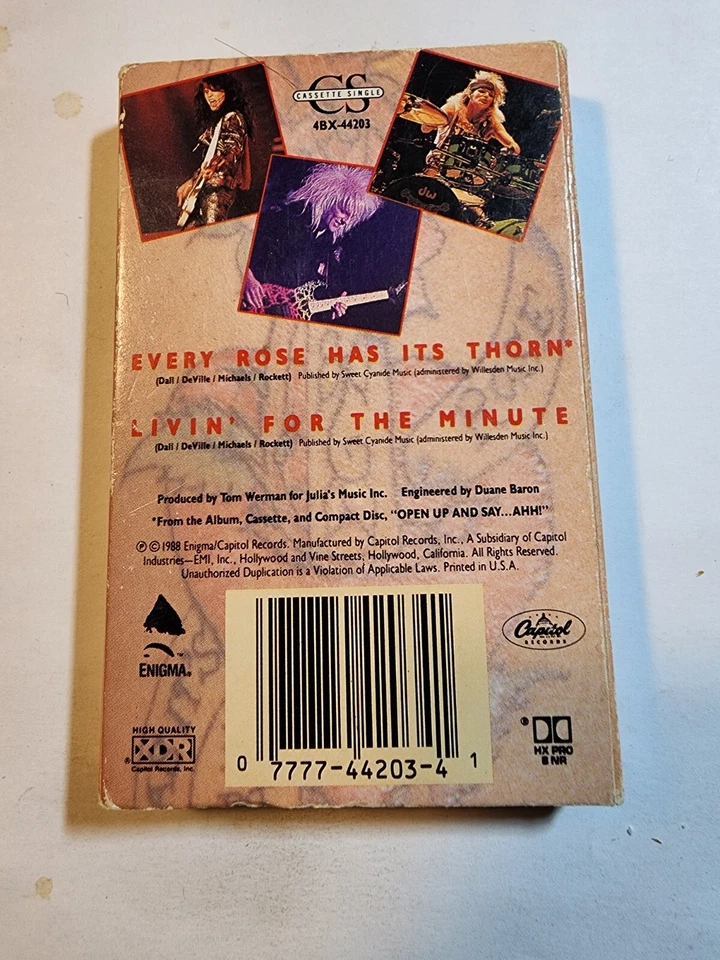 CS
CASSETTE SINGLE
4BX-44203
dw
EVERY ROSE HAS ITS THORN*
(Dall / DeVille / Michaels / Rockett) Published by Sweet Cyanide Music (administered by Willesden Music Inc.)
LIVIN' FOR THE MINUTE
(Dall / DeVille / Michaels / Rockett) Published by Sweet Cyanide Music (administered by Willesden Music Inc.)
Produced by Tom Werman for Julia's Music Inc. Engineered by Duane Baron
*From the Album, Cassette, and Compact Disc, "OPEN UP AND SAY...AHH!"
℗ © 1988 Enigma/Capitol Records. Manufactured by Capitol Records, Inc., A Subsidiary of Capitol
Industries—EMI, Inc., Hollywood and Vine Streets, Hollywood, California. All Rights Reserved.
Unauthorized Duplication is a Violation of Applicable Laws. Printed in U.S.A.
™
ENIGMA®
Capitol
RECORDS
HIGH QUALITY
XDR®
Capitol Records, Inc.
0 7777-44203-4 1
®
HX PRO
B NR